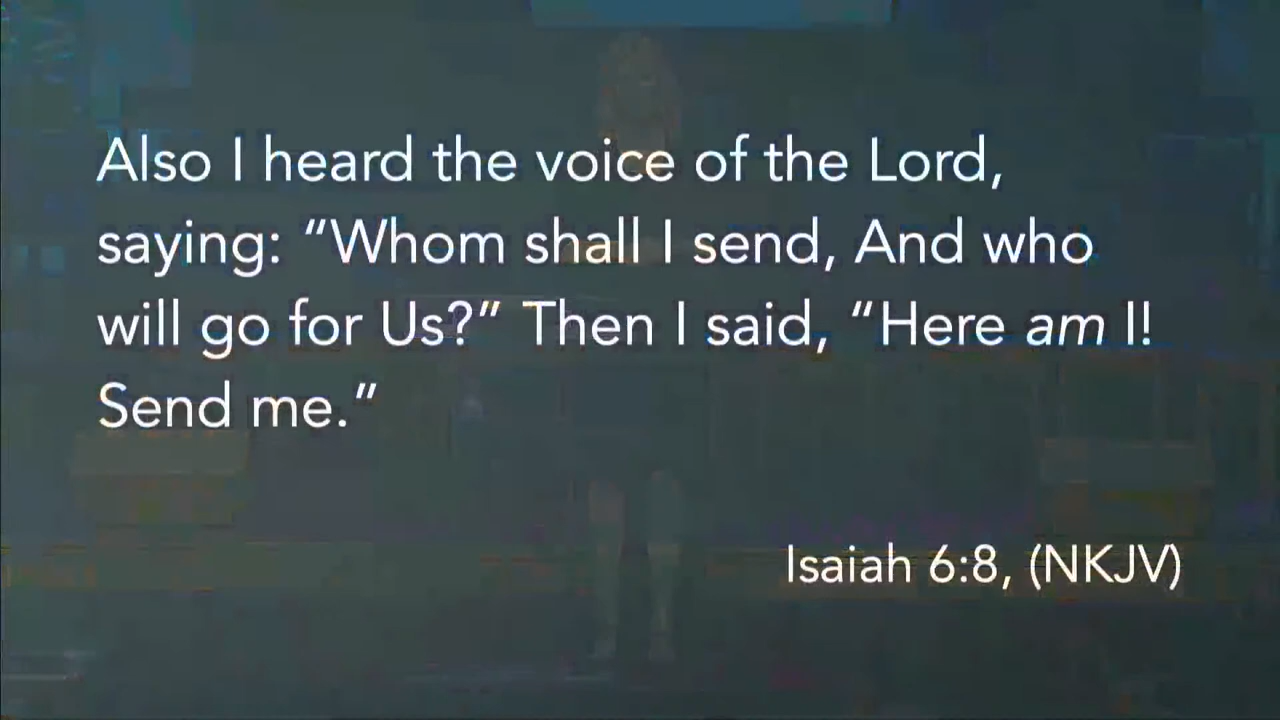 Also I heard the voice of the Lord,
saying: “Whom shall I send, And who
will go for Us?” Then I said, “Here am I!
Send me.”
Isaiah 6:8, (NKJV)